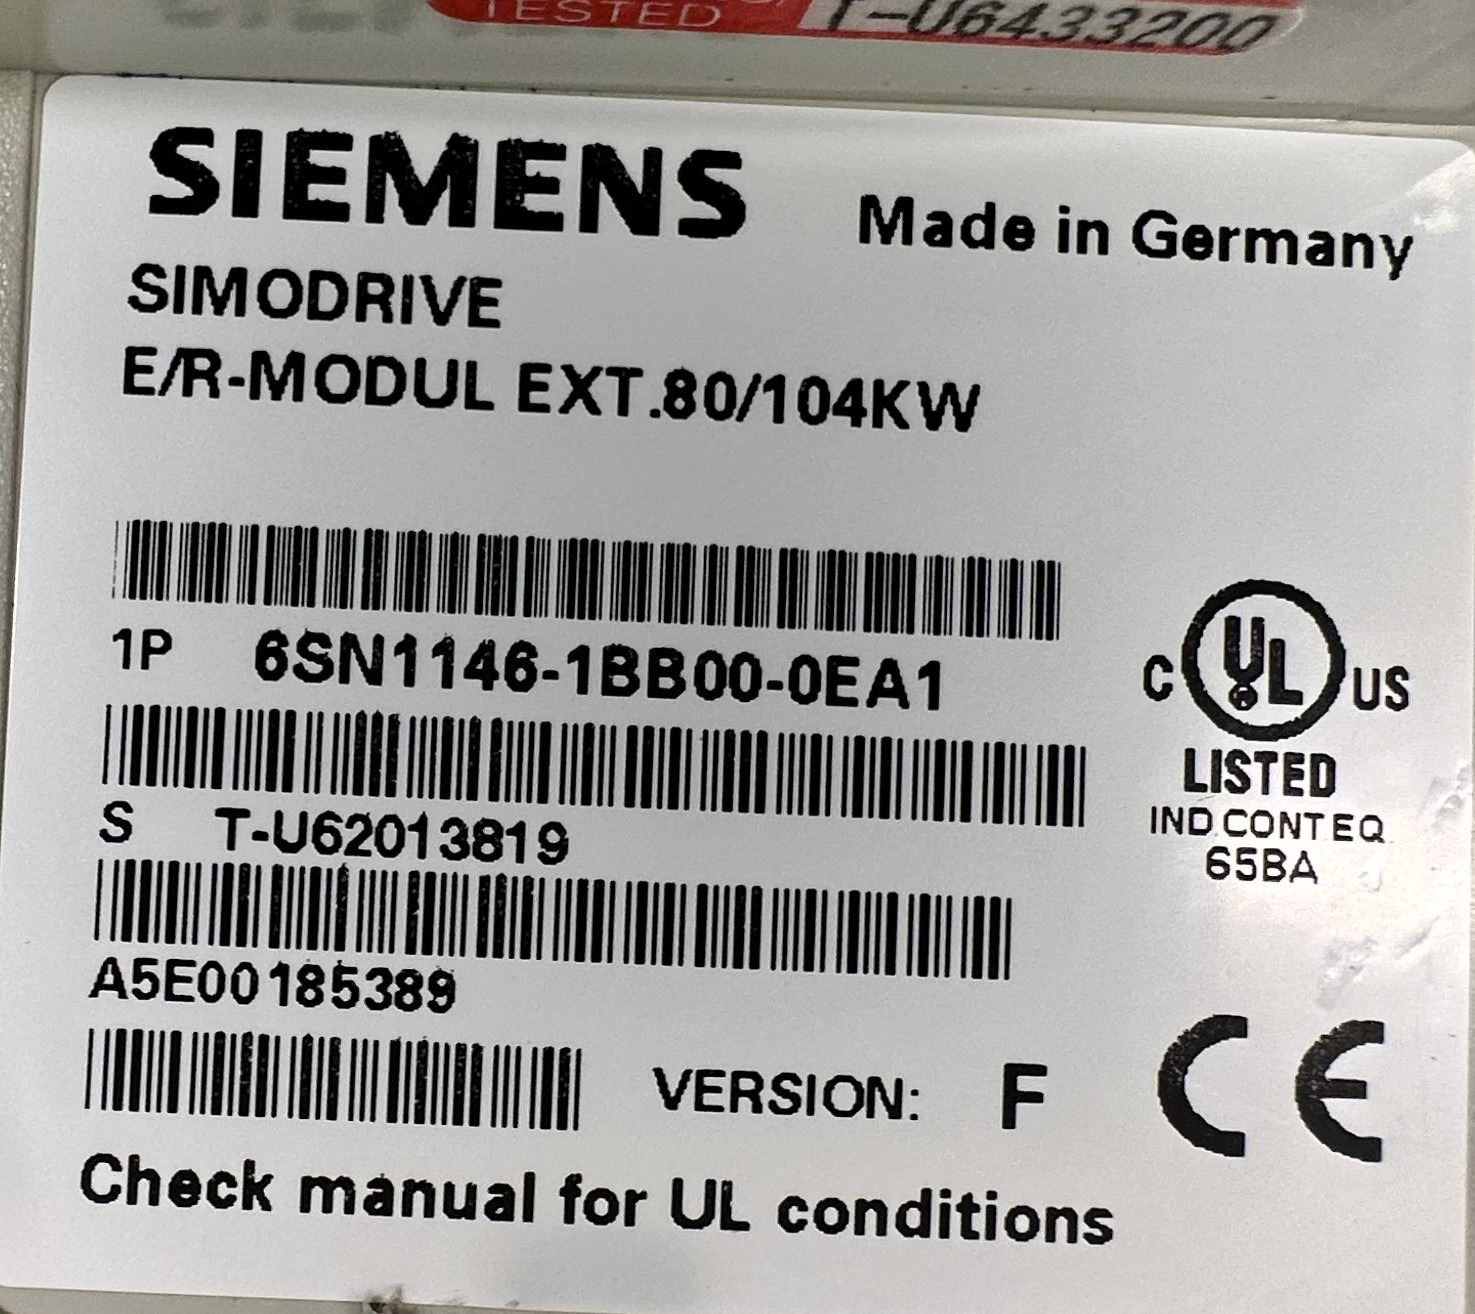 TESTED T-U6433200
SIEMENS Made in Germany
SIMODRIVE
E/R-MODUL EXT.80/104KW
1P 6SN1146-1BB00-0EA1
C UL US
LISTED
IND.CONT.EQ.
65BA
S T-U62013819
A5E00185389
VERSION: F CE
Check manual for UL conditions